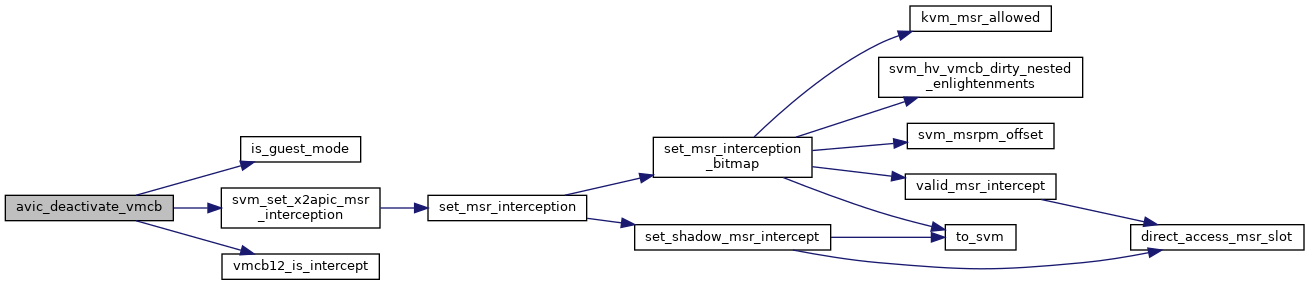 avic_deactivate_vmcb
is_guest_mode
svm_set_x2apic_msr
_interception
vmcb12_is_intercept
set_msr_interception
set_msr_interception
_bitmap
set_shadow_msr_intercept
kvm_msr_allowed
svm_hv_vmcb_dirty_nested
_enlightenments
svm_msrpm_offset
valid_msr_intercept
to_svm
direct_access_msr_slot